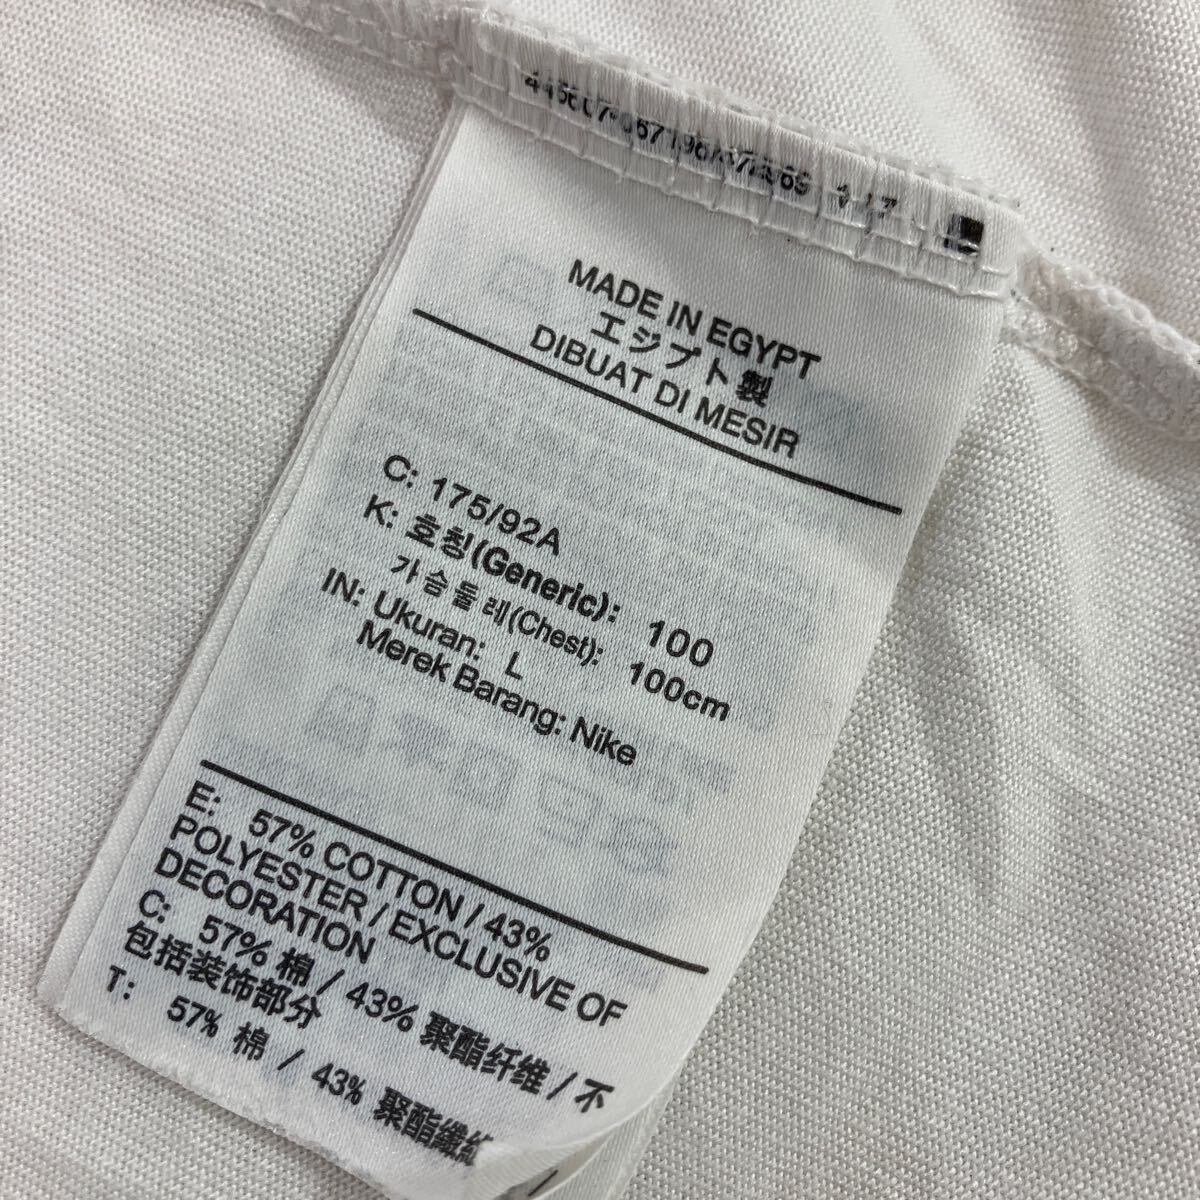 MADE IN EGYPT
エジプト製
DIBUAT DI MESIR
C: 175/92A
K: 호칭(Generic): 100
가슴둘레(Chest): 100cm
IN: Ukuran: L
Merek Barang: Nike
E: 57% COTTON / 43%
POLYESTER / EXCLUSIVE OF
DECORATION
C: 57% 棉 / 43% 聚酯纤维 / 不
包括装饰部分
T: 57% 棉 / 43% 聚酯纖維